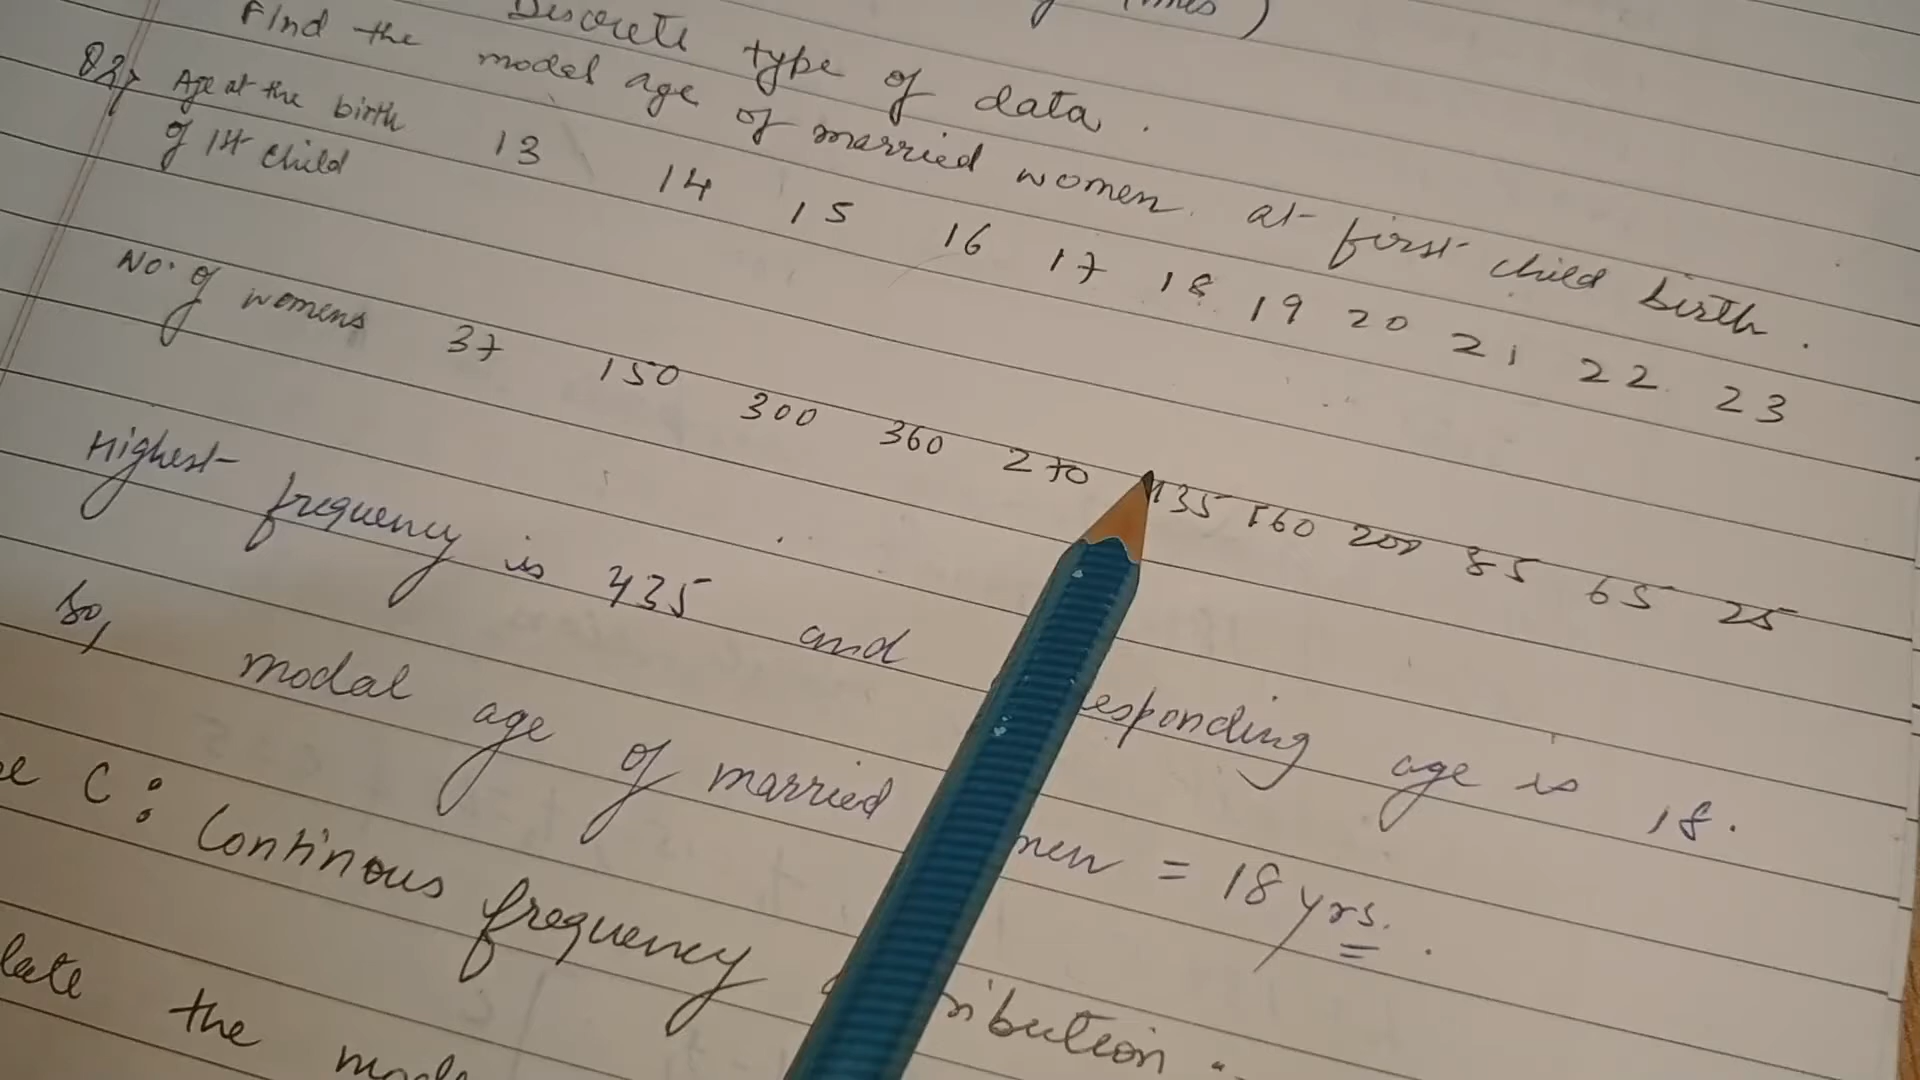 Discrete type of data.
Find the modal age of married women at first child birth.
Q2) Age at the birth of 1st child 13 14 15 16 17 18 19 20 21 22 23
No. of womens 37 150 300 360 270 435 560 200 85 65 25
Highest frequency is 435 and esponding age is 18.
So, modal age of married men = 18 yrs.
C: Continous frequency ribution
late the